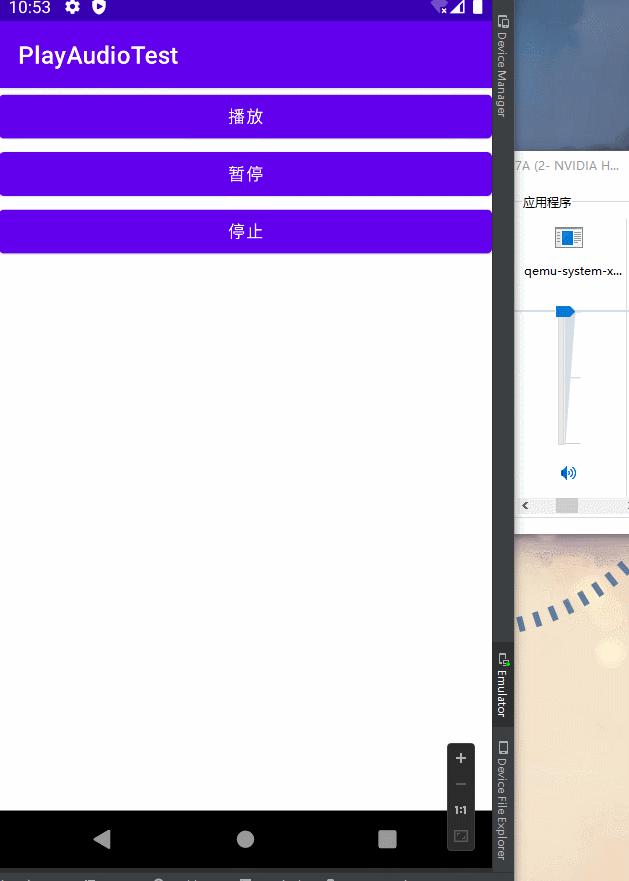 10:53
PlayAudioTest
播放
暂停
停止
1:1
Device Manager
Emulator
Device File Explorer
7A (2- NVIDIA H...
应用程序
qemu-system-x...